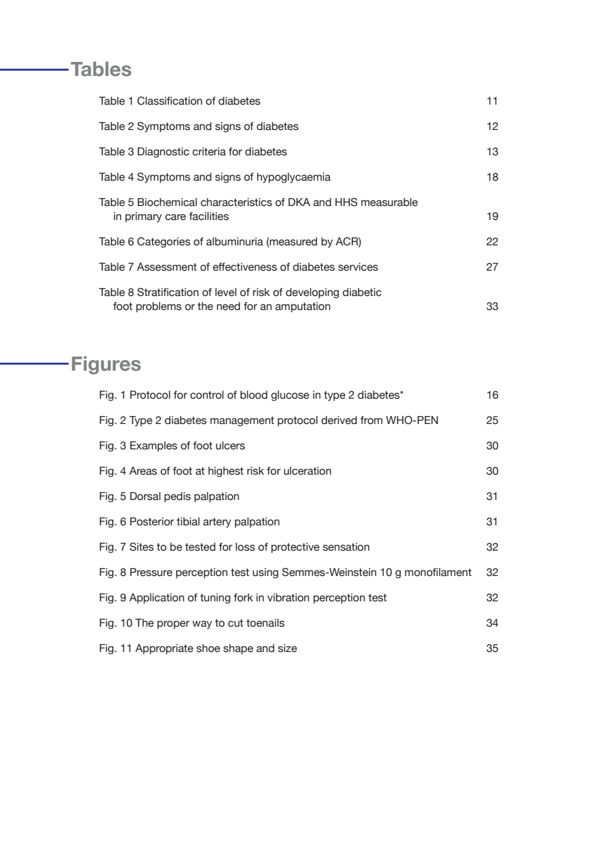 Tables
Table 1 Classification of diabetes 11
Table 2 Symptoms and signs of diabetes 12
Table 3 Diagnostic criteria for diabetes 13
Table 4 Symptoms and signs of hypoglycaemia 18
Table 5 Biochemical characteristics of DKA and HHS measurable
in primary care facilities 19
Table 6 Categories of albuminuria (measured by ACR) 22
Table 7 Assessment of effectiveness of diabetes services 27
Table 8 Stratification of level of risk of developing diabetic
foot problems or the need for an amputation 33
Figures
Fig. 1 Protocol for control of blood glucose in type 2 diabetes* 16
Fig. 2 Type 2 diabetes management protocol derived from WHO-PEN 25
Fig. 3 Examples of foot ulcers 30
Fig. 4 Areas of foot at highest risk for ulceration 30
Fig. 5 Dorsal pedis palpation 31
Fig. 6 Posterior tibial artery palpation 31
Fig. 7 Sites to be tested for loss of protective sensation 32
Fig. 8 Pressure perception test using Semmes-Weinstein 10 g monofilament 32
Fig. 9 Application of tuning fork in vibration perception test 32
Fig. 10 The proper way to cut toenails 34
Fig. 11 Appropriate shoe shape and size 35